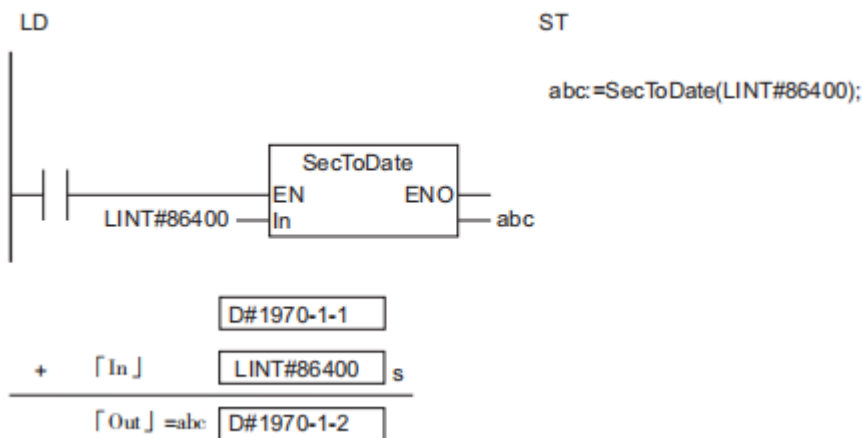 LD
ST
abc:=SecToDate(LINT#86400);
SecToDate
EN ENO
LINT#86400 In abc
D#1970-1-1
+ 「In」 LINT#86400 s
「Out」=abc D#1970-1-2